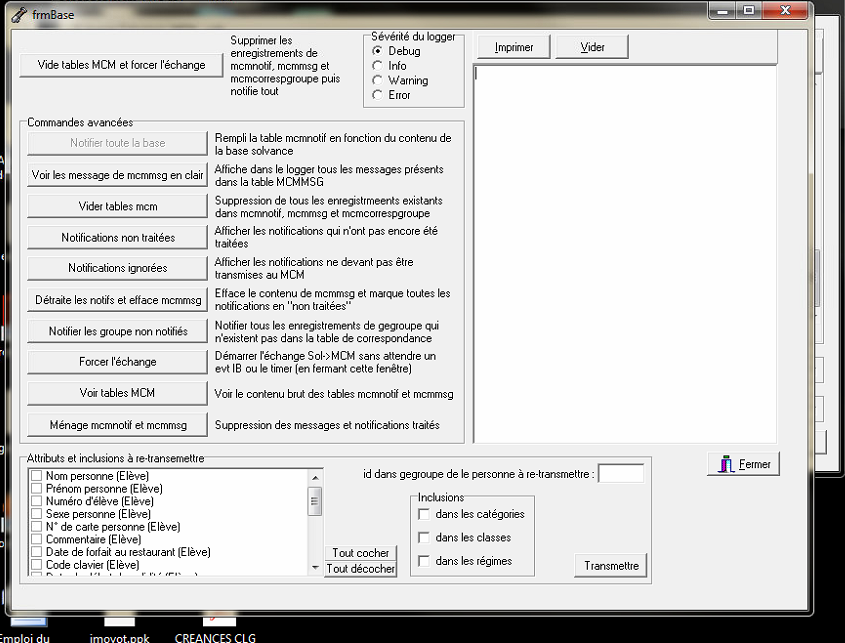 frmBase
Vide tables MCM et forcer l'échange
Supprimer les
enregistrements de
mcmnotif, mcmmsg et
mcmcorrespgroupe puis
notifie tout
Sévérité du logger
Debug
Info
Warning
Error
Imprimer
Vider
Commandes avancées
Notifier toute la base
Rempli la table mcmnotif en fonction du contenu de
la base solvance
Voir les message de mcmmsg en clair
Affiche dans le logger tous les messages présents
dans la table MCMMSG
Vider tables mcm
Suppression de tous les enregistrmeents existants
dans mcmnotif, mcmmsg et mcmcorrespgroupe
Notifications non traitées
Afficher les notifications qui n'ont pas encore été
traitées
Notifications ignorées
Afficher les notifications ne devant pas être
transmises au MCM
Détraite les notifs et efface mcmmsg
Efface le contenu de mcmmsg et marque toutes les
notifications en "non traitées"
Notifier les groupe non notifiés
Notifier tous les enregistrements de gegroupe qui
n'existent pas dans la table de correspondance
Forcer l'échange
Démarrer l'échange Sol->MCM sans attendre un
evt IB ou le timer (en fermant cette fenêtre)
Voir tables MCM
Voir le contenu brut des tables mcmnotif et mcmmsg
Ménage mcmnotif et mcmmsg
Suppression des messages et notifications traités
Fermer
Attributs et inclusions à re-transemettre
Nom personne (Elève)
Prénom personne (Elève)
Numéro d'élève (Elève)
Sexe personne (Elève)
N° de carte personne (Elève)
Commentaire (Elève)
Date de forfait au restaurant (Elève)
Code clavier (Elève)
Tout cocher
Tout décocher
id dans gegroupe de le personne à re-transmettre :
Inclusions
dans les catégories
dans les classes
dans les régimes
Transmettre
Emploi du
imovot.ppk
CREANCES CLG